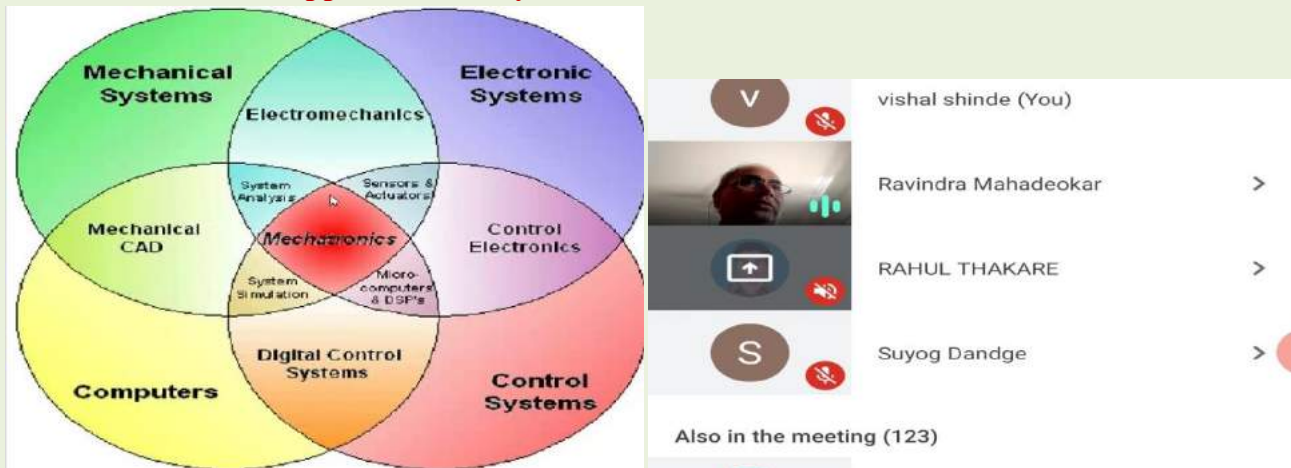 Mechanical
Systems
Electronic
Systems
Electromechanics
System
Analysis
Sensors &
Actuators
Mechanical
CAD
Mechatronics
Control
Electronics
System
Simulation
Micro-
computers
& DSP's
Digital Control
Systems
Computers
Control
Systems
V
vishal shinde (You)
Ravindra Mahadeokar
RAHUL THAKARE
S
Suyog Dandge
Also in the meeting (123)